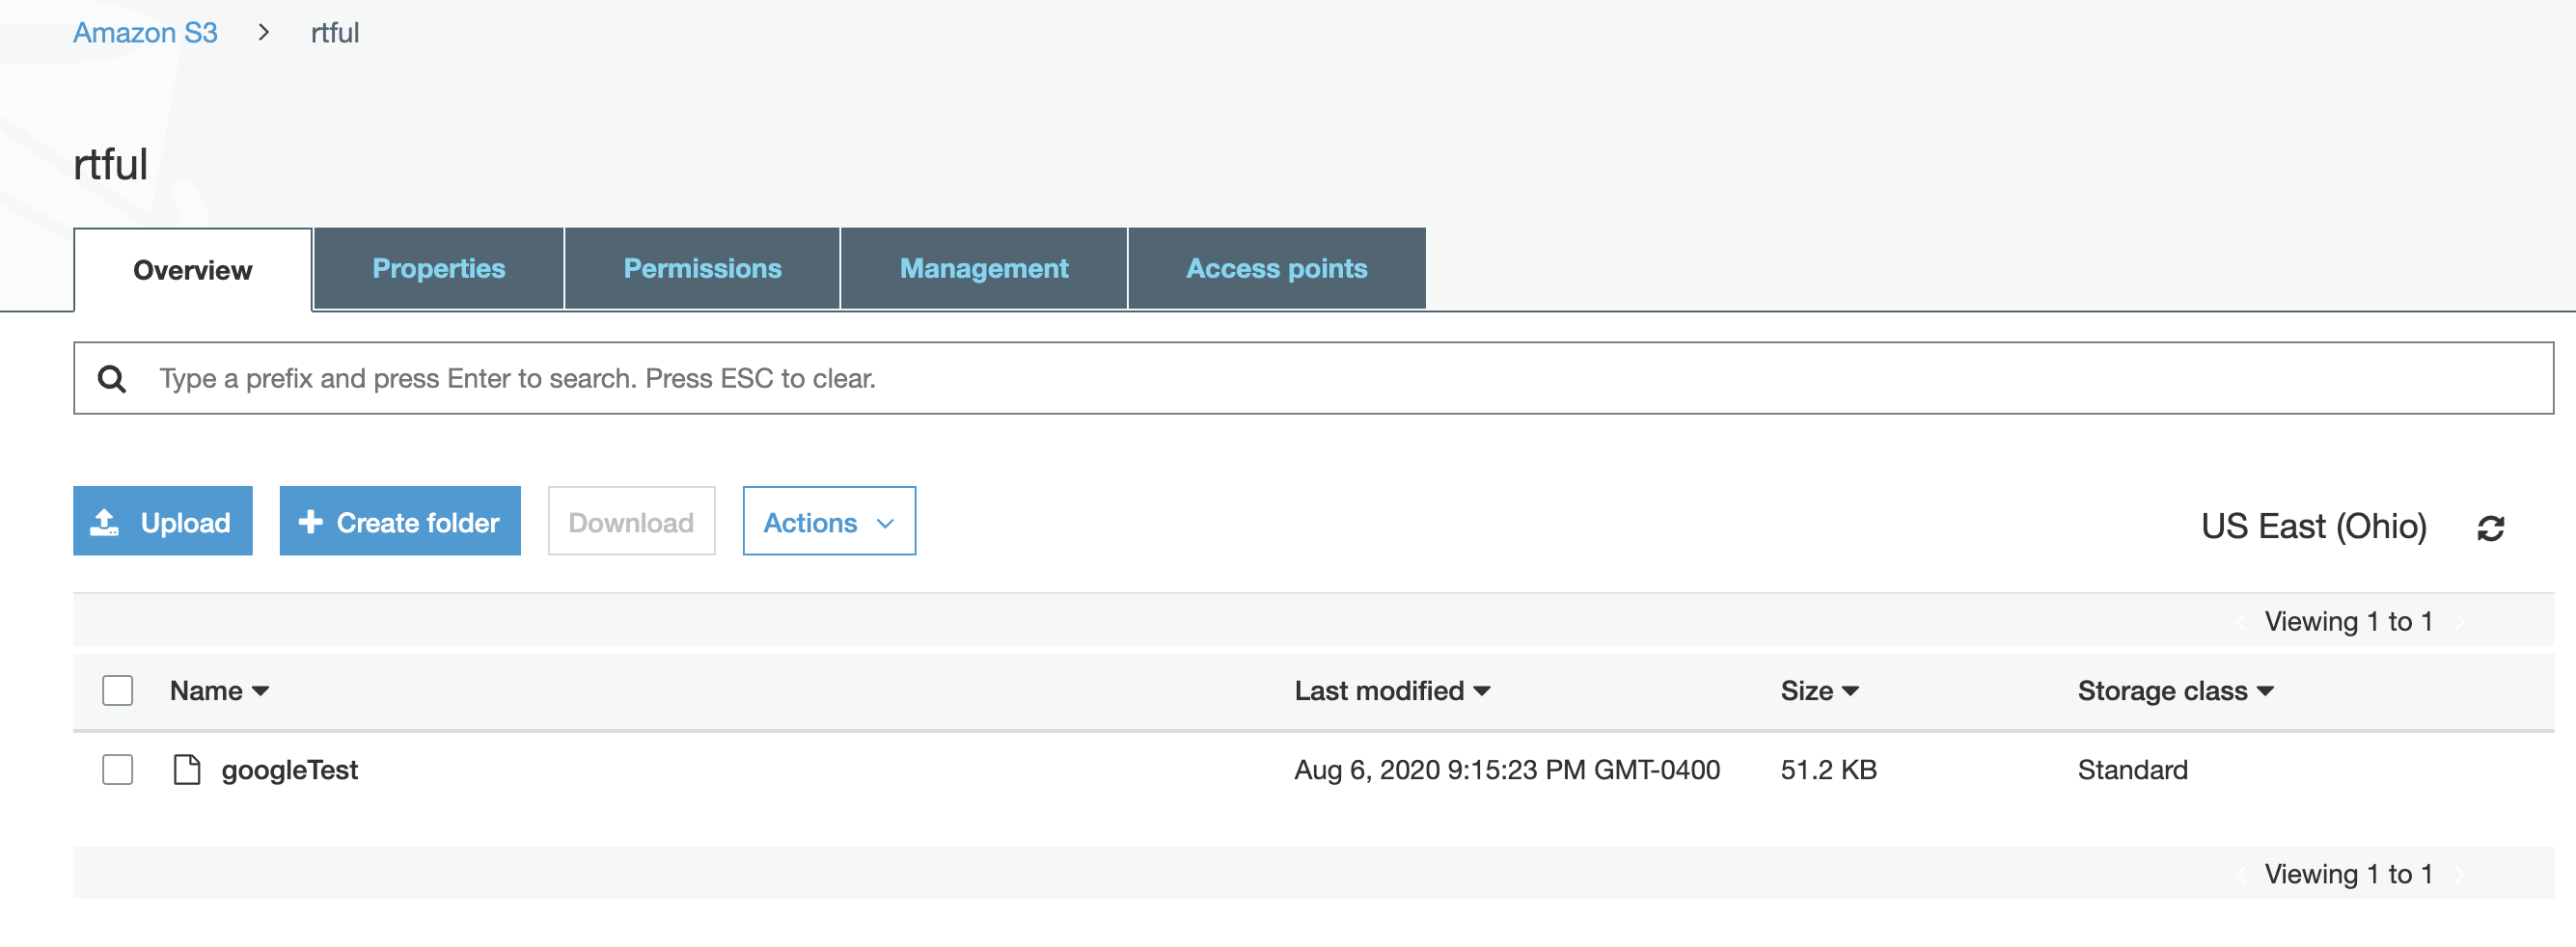 Amazon S3 > rtful
rtful
Overview Properties Permissions Management Access points
Type a prefix and press Enter to search. Press ESC to clear.
Upload Create folder Download Actions US East (Ohio)
Viewing 1 to 1
Name Last modified Size Storage class
googleTest Aug 6, 2020 9:15:23 PM GMT-0400 51.2 KB Standard
Viewing 1 to 1